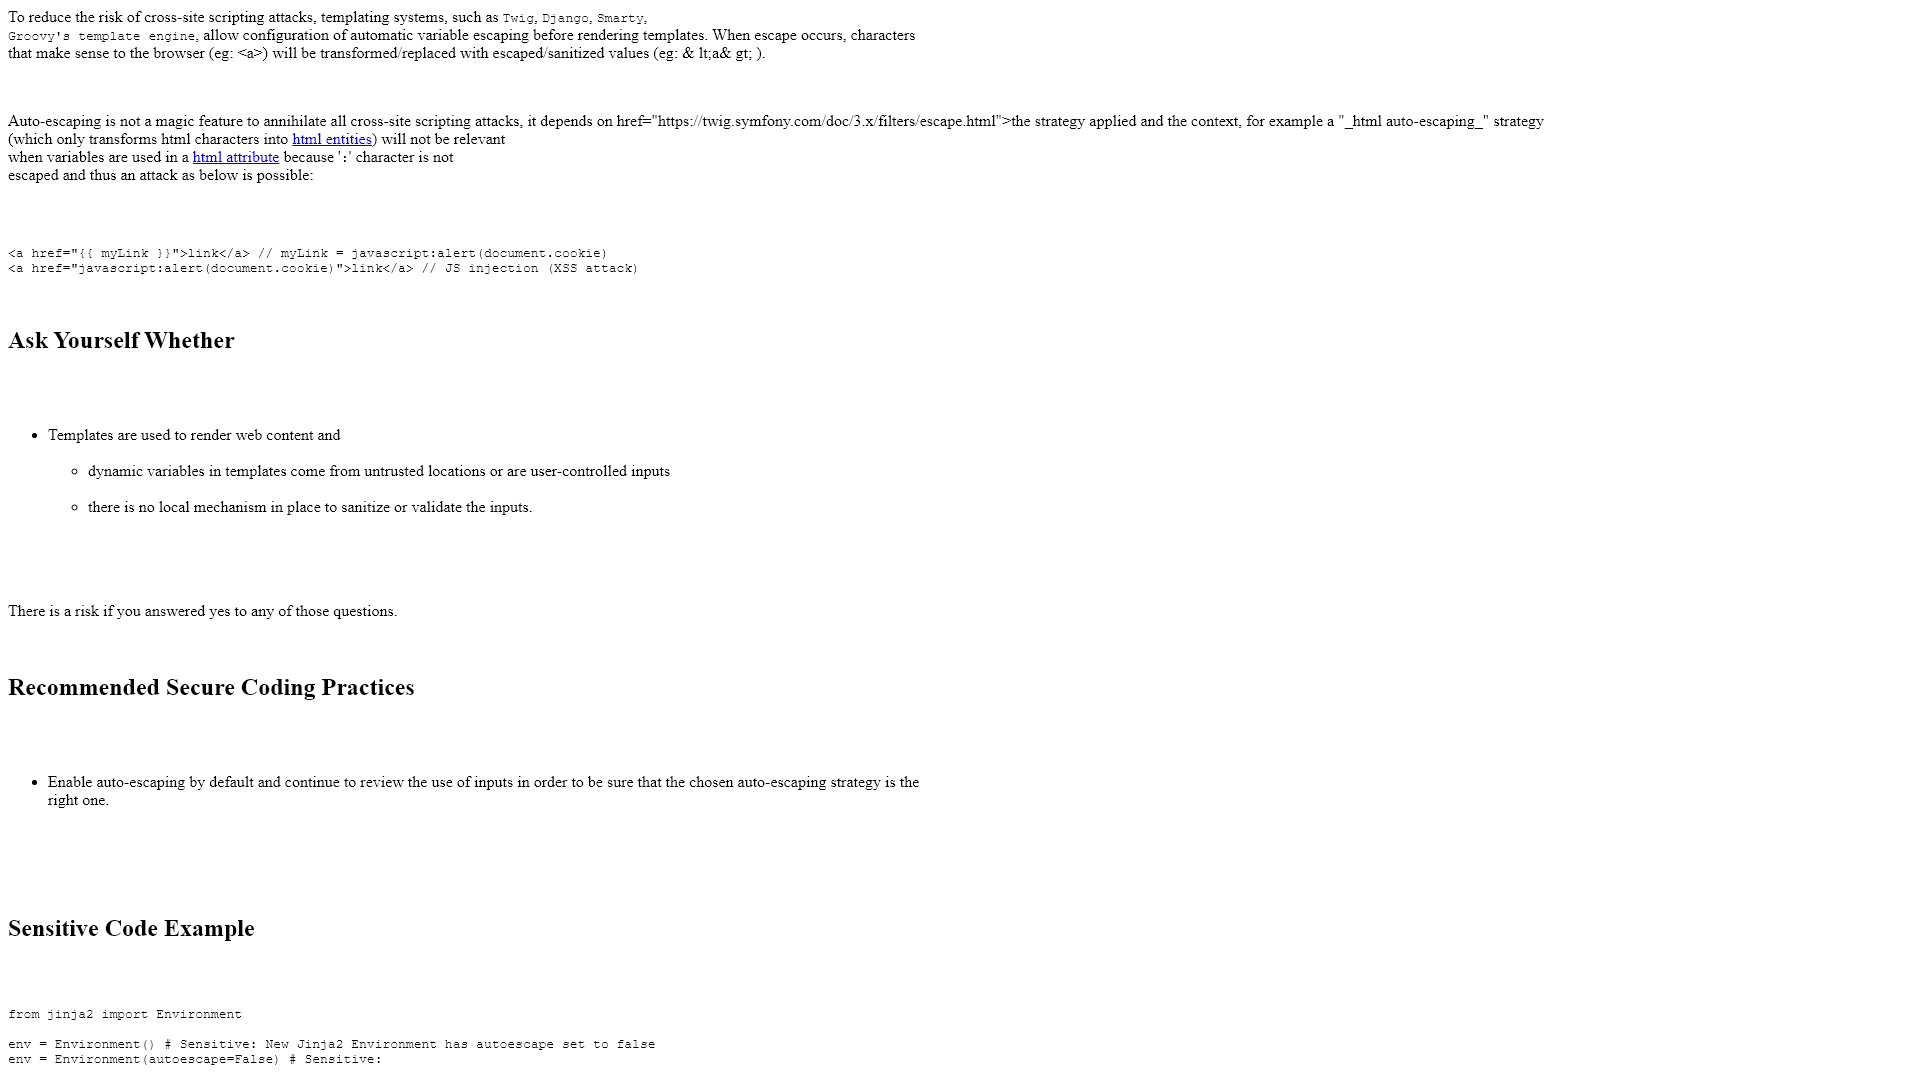 To reduce the risk of cross-site scripting attacks, templating systems, such as Twig, Django, Smarty,
Groovy's template engine, allow configuration of automatic variable escaping before rendering templates. When escape occurs, characters
that make sense to the browser (eg: <a>) will be transformed/replaced with escaped/sanitized values (eg: & lt;a& gt; ).
Auto-escaping is not a magic feature to annihilate all cross-site scripting attacks, it depends on href="https://twig.symfony.com/doc/3.x/filters/escape.html">the strategy applied and the context, for example a "_html auto-escaping_" strategy
(which only transforms html characters into html entities) will not be relevant
when variables are used in a html attribute because ':' character is not
escaped and thus an attack as below is possible:
<a href="{{ myLink }}">link</a> // myLink = javascript:alert(document.cookie)
<a href="javascript:alert(document.cookie)">link</a> // JS injection (XSS attack)
Ask Yourself Whether
• Templates are used to render web content and
◦ dynamic variables in templates come from untrusted locations or are user-controlled inputs
◦ there is no local mechanism in place to sanitize or validate the inputs.
There is a risk if you answered yes to any of those questions.
Recommended Secure Coding Practices
• Enable auto-escaping by default and continue to review the use of inputs in order to be sure that the chosen auto-escaping strategy is the
right one.
Sensitive Code Example
from jinja2 import Environment
env = Environment() # Sensitive: New Jinja2 Environment has autoescape set to false
env = Environment(autoescape=False) # Sensitive: